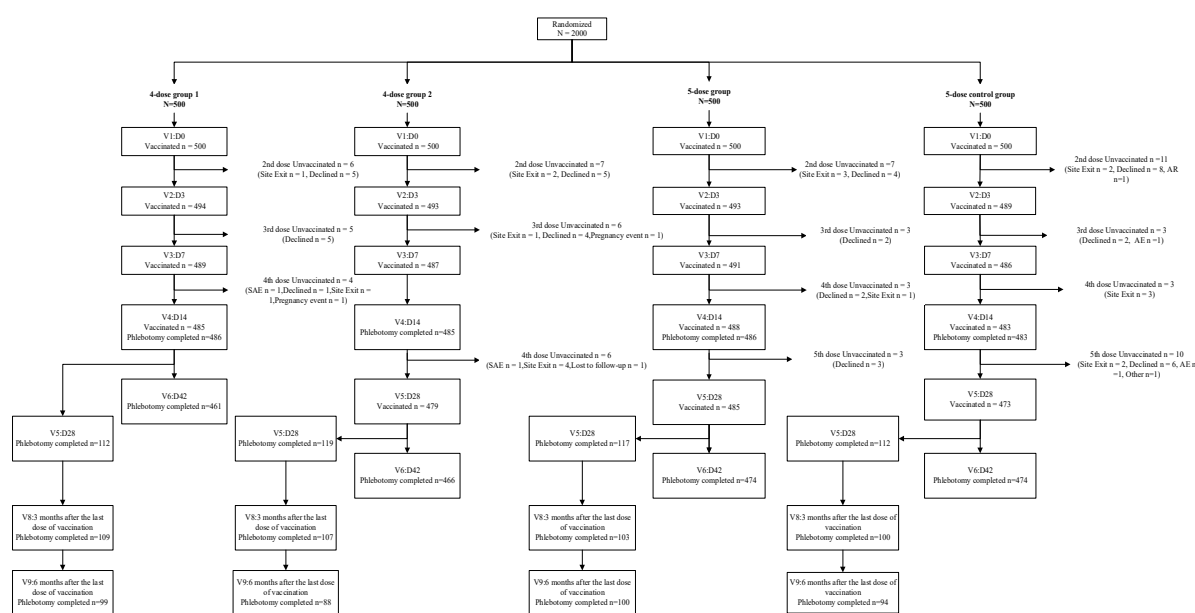 Randomized
N = 2000
4-dose group 1
N=500
V1:D0
Vaccinated n = 500
2nd dose Unvaccinated n = 6
(Site Exit n = 1, Declined n = 5)
V2:D3
Vaccinated n = 494
3rd dose Unvaccinated n = 5
(Declined n = 5)
V3:D7
Vaccinated n = 489
4th dose Unvaccinated n = 4
(SAE n = 1,Declined n = 1,Site Exit n =
1,Pregnancy event n = 1)
V4:D14
Vaccinated n = 485
Phlebotomy completed n=486
V6:D42
Phlebotomy completed n=461
V5:D28
Phlebotomy completed n=112
V8:3 months after the last
dose of vaccination
Phlebotomy completed n=109
V9:6 months after the last
dose of vaccination
Phlebotomy completed n=99
4-dose group 2
N=500
V1:D0
Vaccinated n = 500
2nd dose Unvaccinated n =7
(Site Exit n = 2, Declined n = 5)
V2:D3
Vaccinated n = 493
3rd dose Unvaccinated n = 6
(Site Exit n = 1, Declined n = 4,Pregnancy event n = 1)
V3:D7
Vaccinated n = 487
V4:D14
Phlebotomy completed n=485
4th dose Unvaccinated n = 6
(SAE n = 1,Site Exit n = 4,Lost to follow-up n = 1)
V5:D28
Vaccinated n = 479
V5:D28
Phlebotomy completed n=119
V6:D42
Phlebotomy completed n=466
V8:3 months after the last
dose of vaccination
Phlebotomy completed n=107
V9:6 months after the last dose
of vaccination
Phlebotomy completed n=88
5-dose group
N=500
V1:D0
Vaccinated n = 500
2nd dose Unvaccinated n =7
(Site Exit n = 3, Declined n = 4)
V2:D3
Vaccinated n = 493
3rd dose Unvaccinated n = 3
(Declined n = 2)
V3:D7
Vaccinated n = 491
4th dose Unvaccinated n = 3
(Declined n = 2,Site Exit n = 1)
V4:D14
Vaccinated n = 488
Phlebotomy completed n=486
5th dose Unvaccinated n = 3
(Declined n = 3)
V5:D28
Vaccinated n = 485
V5:D28
Phlebotomy completed n=117
V6:D42
Phlebotomy completed n=474
V8:3 months after the last dose
of vaccination
Phlebotomy completed n=103
V9:6 months after the last dose
of vaccination
Phlebotomy completed n=100
5-dose control group
N=500
V1:D0
Vaccinated n = 500
2nd dose Unvaccinated n =11
(Site Exit n = 2, Declined n = 8, AR
n=1)
V2:D3
Vaccinated n = 489
3rd dose Unvaccinated n = 3
(Declined n = 2, AE n =1)
V3:D7
Vaccinated n = 486
4th dose Unvaccinated n = 3
(Site Exit n = 3)
V4:D14
Vaccinated n = 483
Phlebotomy completed n=483
5th dose Unvaccinated n = 10
(Site Exit n = 2, Declined n = 6, AE n
=1, Other n=1)
V5:D28
Vaccinated n = 473
V5:D28
Phlebotomy completed n=112
V6:D42
Phlebotomy completed n=474
V8:3 months after the last dose of
vaccination
Phlebotomy completed n=100
V9:6 months after the last dose of
vaccination
Phlebotomy completed n=94